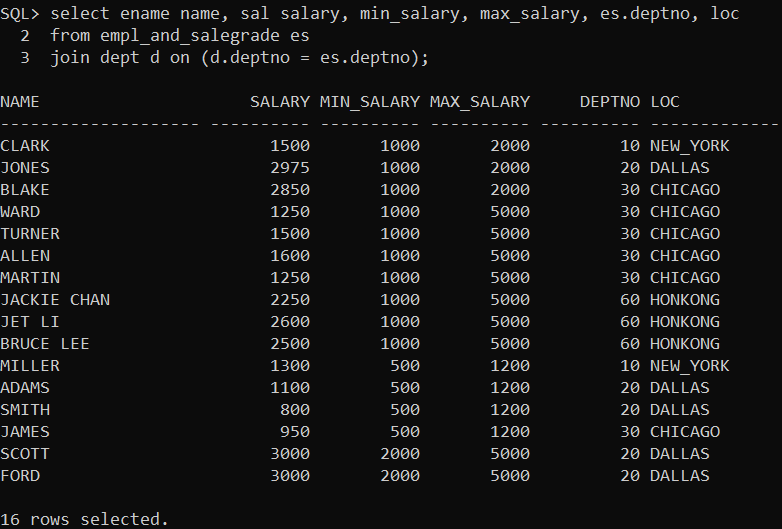 SQL> select ename name, sal salary, min_salary, max_salary, es.deptno, loc
  2  from empl_and_salegrade es
  3  join dept d on (d.deptno = es.deptno);

NAME                     SALARY MIN_SALARY MAX_SALARY     DEPTNO LOC
-------------------- ---------- ---------- ---------- ---------- -------------
CLARK                      1500       1000       2000         10 NEW_YORK
JONES                      2975       1000       2000         20 DALLAS
BLAKE                      2850       1000       2000         30 CHICAGO
WARD                       1250       1000       5000         30 CHICAGO
TURNER                     1500       1000       5000         30 CHICAGO
ALLEN                      1600       1000       5000         30 CHICAGO
MARTIN                     1250       1000       5000         30 CHICAGO
JACKIE CHAN                2250       1000       5000         60 HONKONG
JET LI                     2600       1000       5000         60 HONKONG
BRUCE LEE                  2500       1000       5000         60 HONKONG
MILLER                     1300        500       1200         10 NEW_YORK
ADAMS                      1100        500       1200         20 DALLAS
SMITH                       800        500       1200         20 DALLAS
JAMES                       950        500       1200         30 CHICAGO
SCOTT                      3000       2000       5000         20 DALLAS
FORD                       3000       2000       5000         20 DALLAS

16 rows selected.